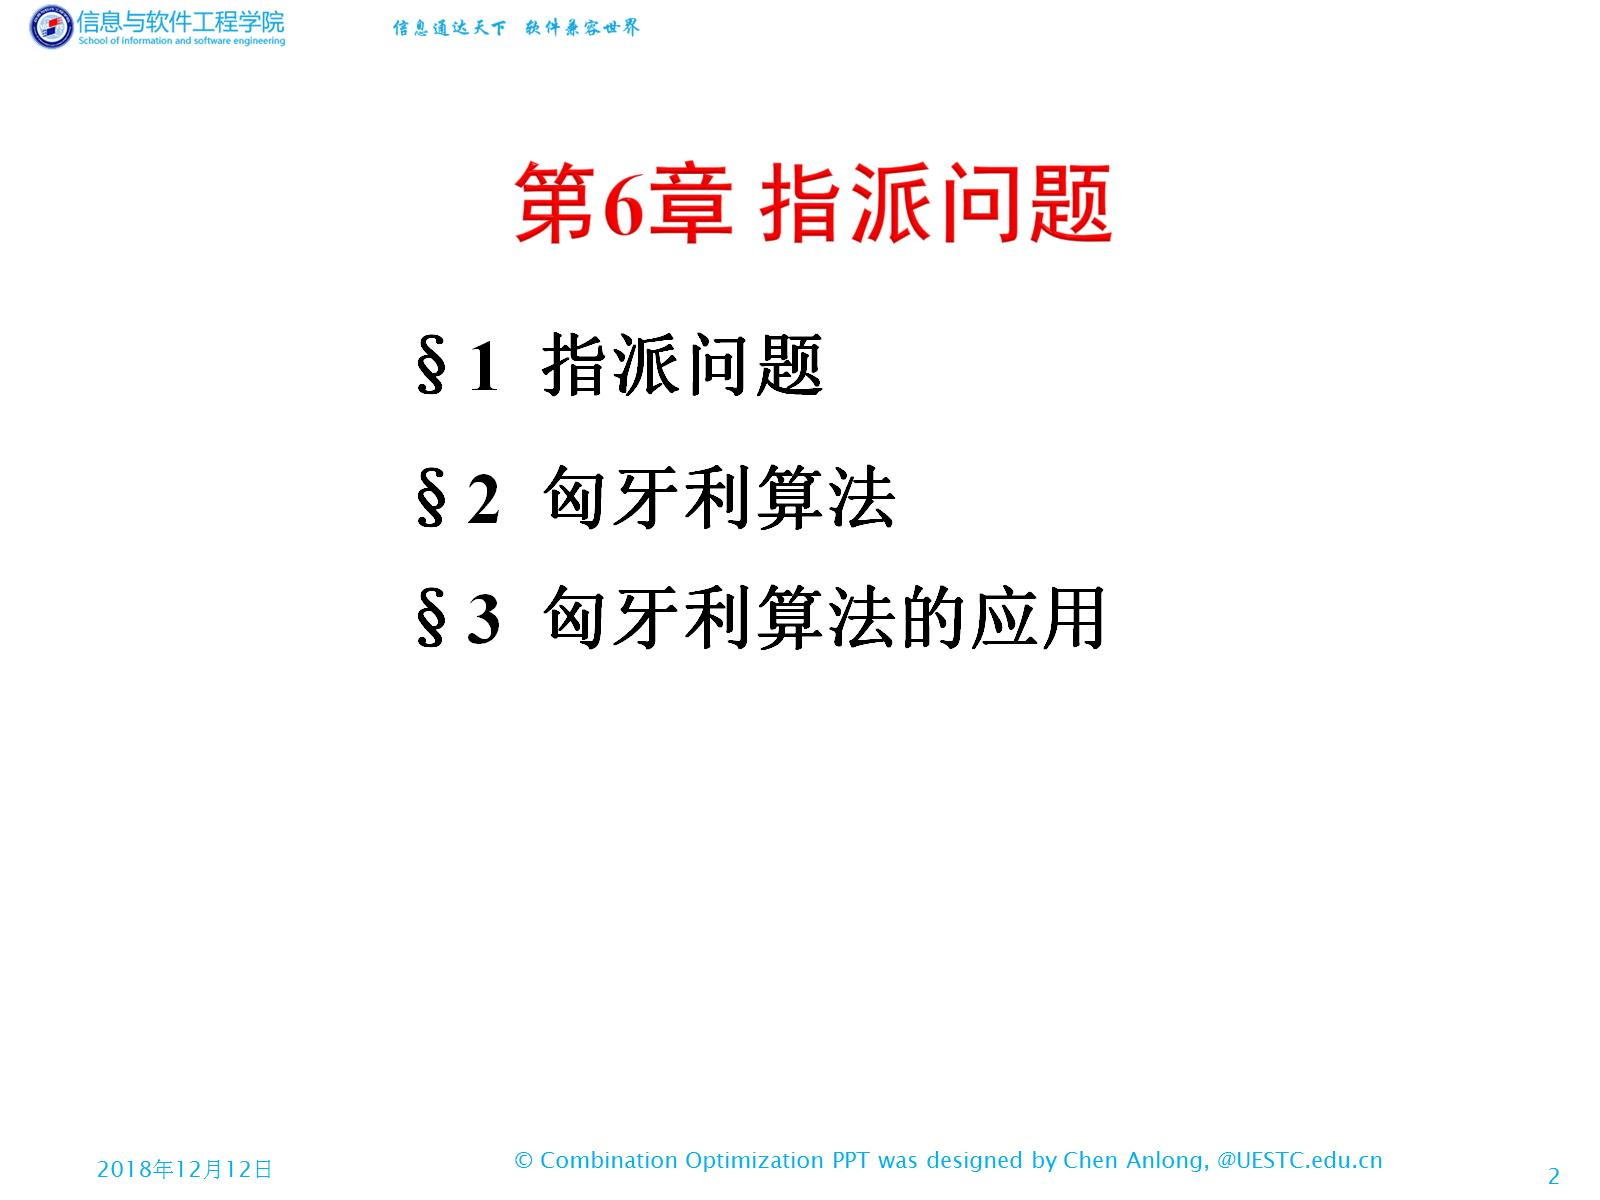 信息与软件工程学院
School of information and software engineering
信息通达天下 软件兼容世界
第6章 指派问题
§1 指派问题
§2 匈牙利算法
§3 匈牙利算法的应用
2018年12月12日
© Combination Optimization PPT was designed by Chen Anlong, @UESTC.edu.cn
2